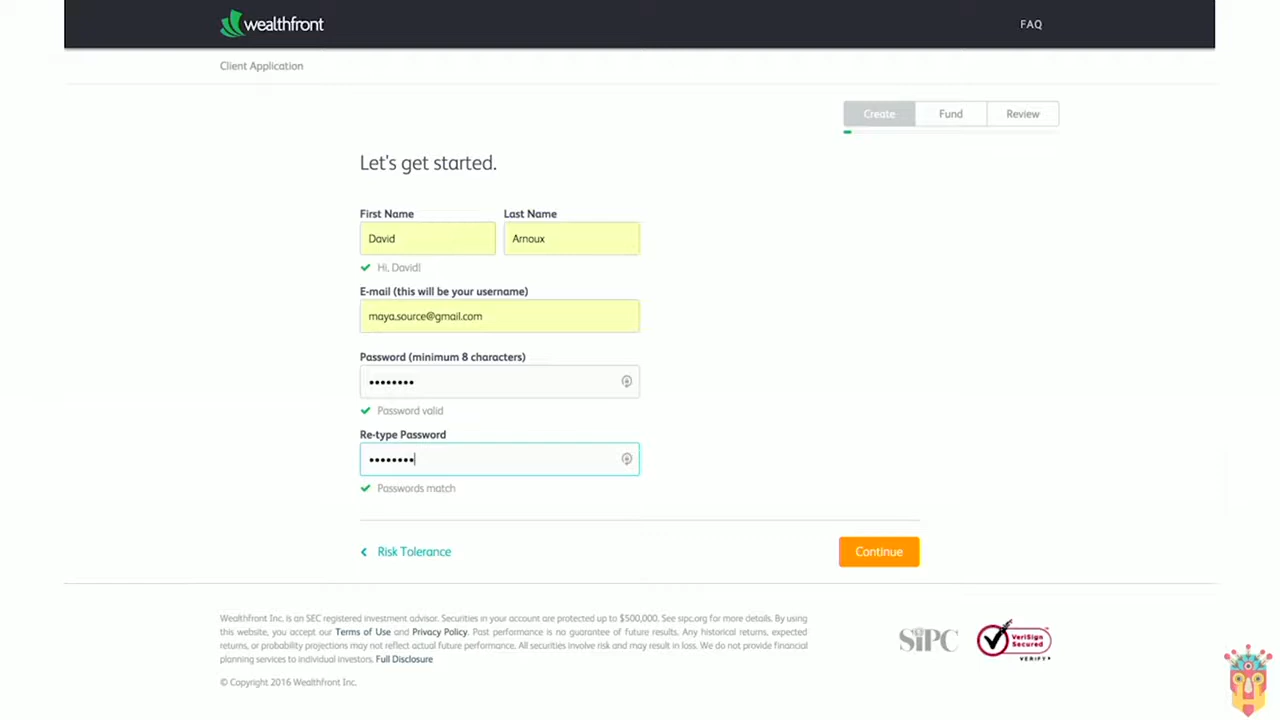 wealthfront
FAQ
Client Application
Create
Fund
Review
Let's get started.
First Name
Last Name
David
Arnoux
Hi, David!
E-mail (this will be your username)
maya.source@gmail.com
Password (minimum 8 characters)
••••••••
Password valid
Re-type Password
••••••••
Passwords match
Risk Tolerance
Continue
Wealthfront Inc. is an SEC registered investment advisor. Securities in your account are protected up to $500,000. See sipc.org for more details. By using
this website, you accept our Terms of Use and Privacy Policy. Past performance is no guarantee of future results. Any historical returns, expected
returns, or probability projections may not reflect actual future performance. All securities involve risk and may result in loss. We do not provide financial
planning services to individual investors. Full Disclosure
© Copyright 2016 Wealthfront Inc.
SiPC
VeriSign
Secured
VERIFY